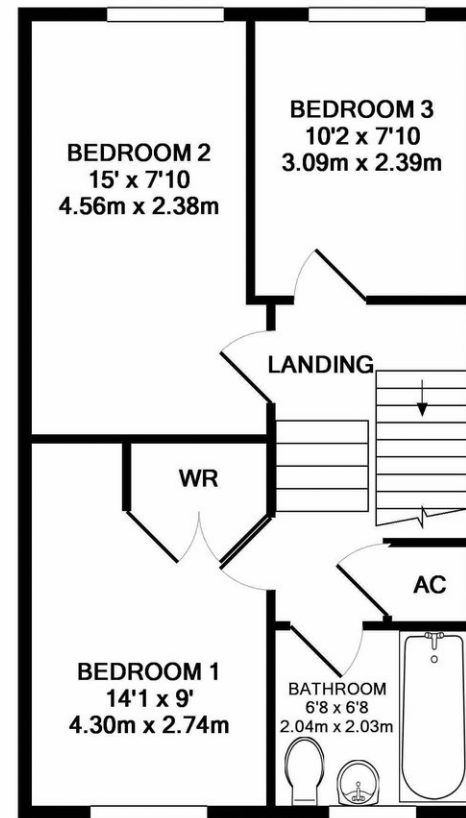 BEDROOM 2
15' x 7'10
4.56m x 2.38m
BEDROOM 3
10'2 x 7'10
3.09m x 2.39m
LANDING
WR
AC
BEDROOM 1
14'1 x 9'
4.30m x 2.74m
BATHROOM
6'8 x 6'8
2.04m x 2.03m